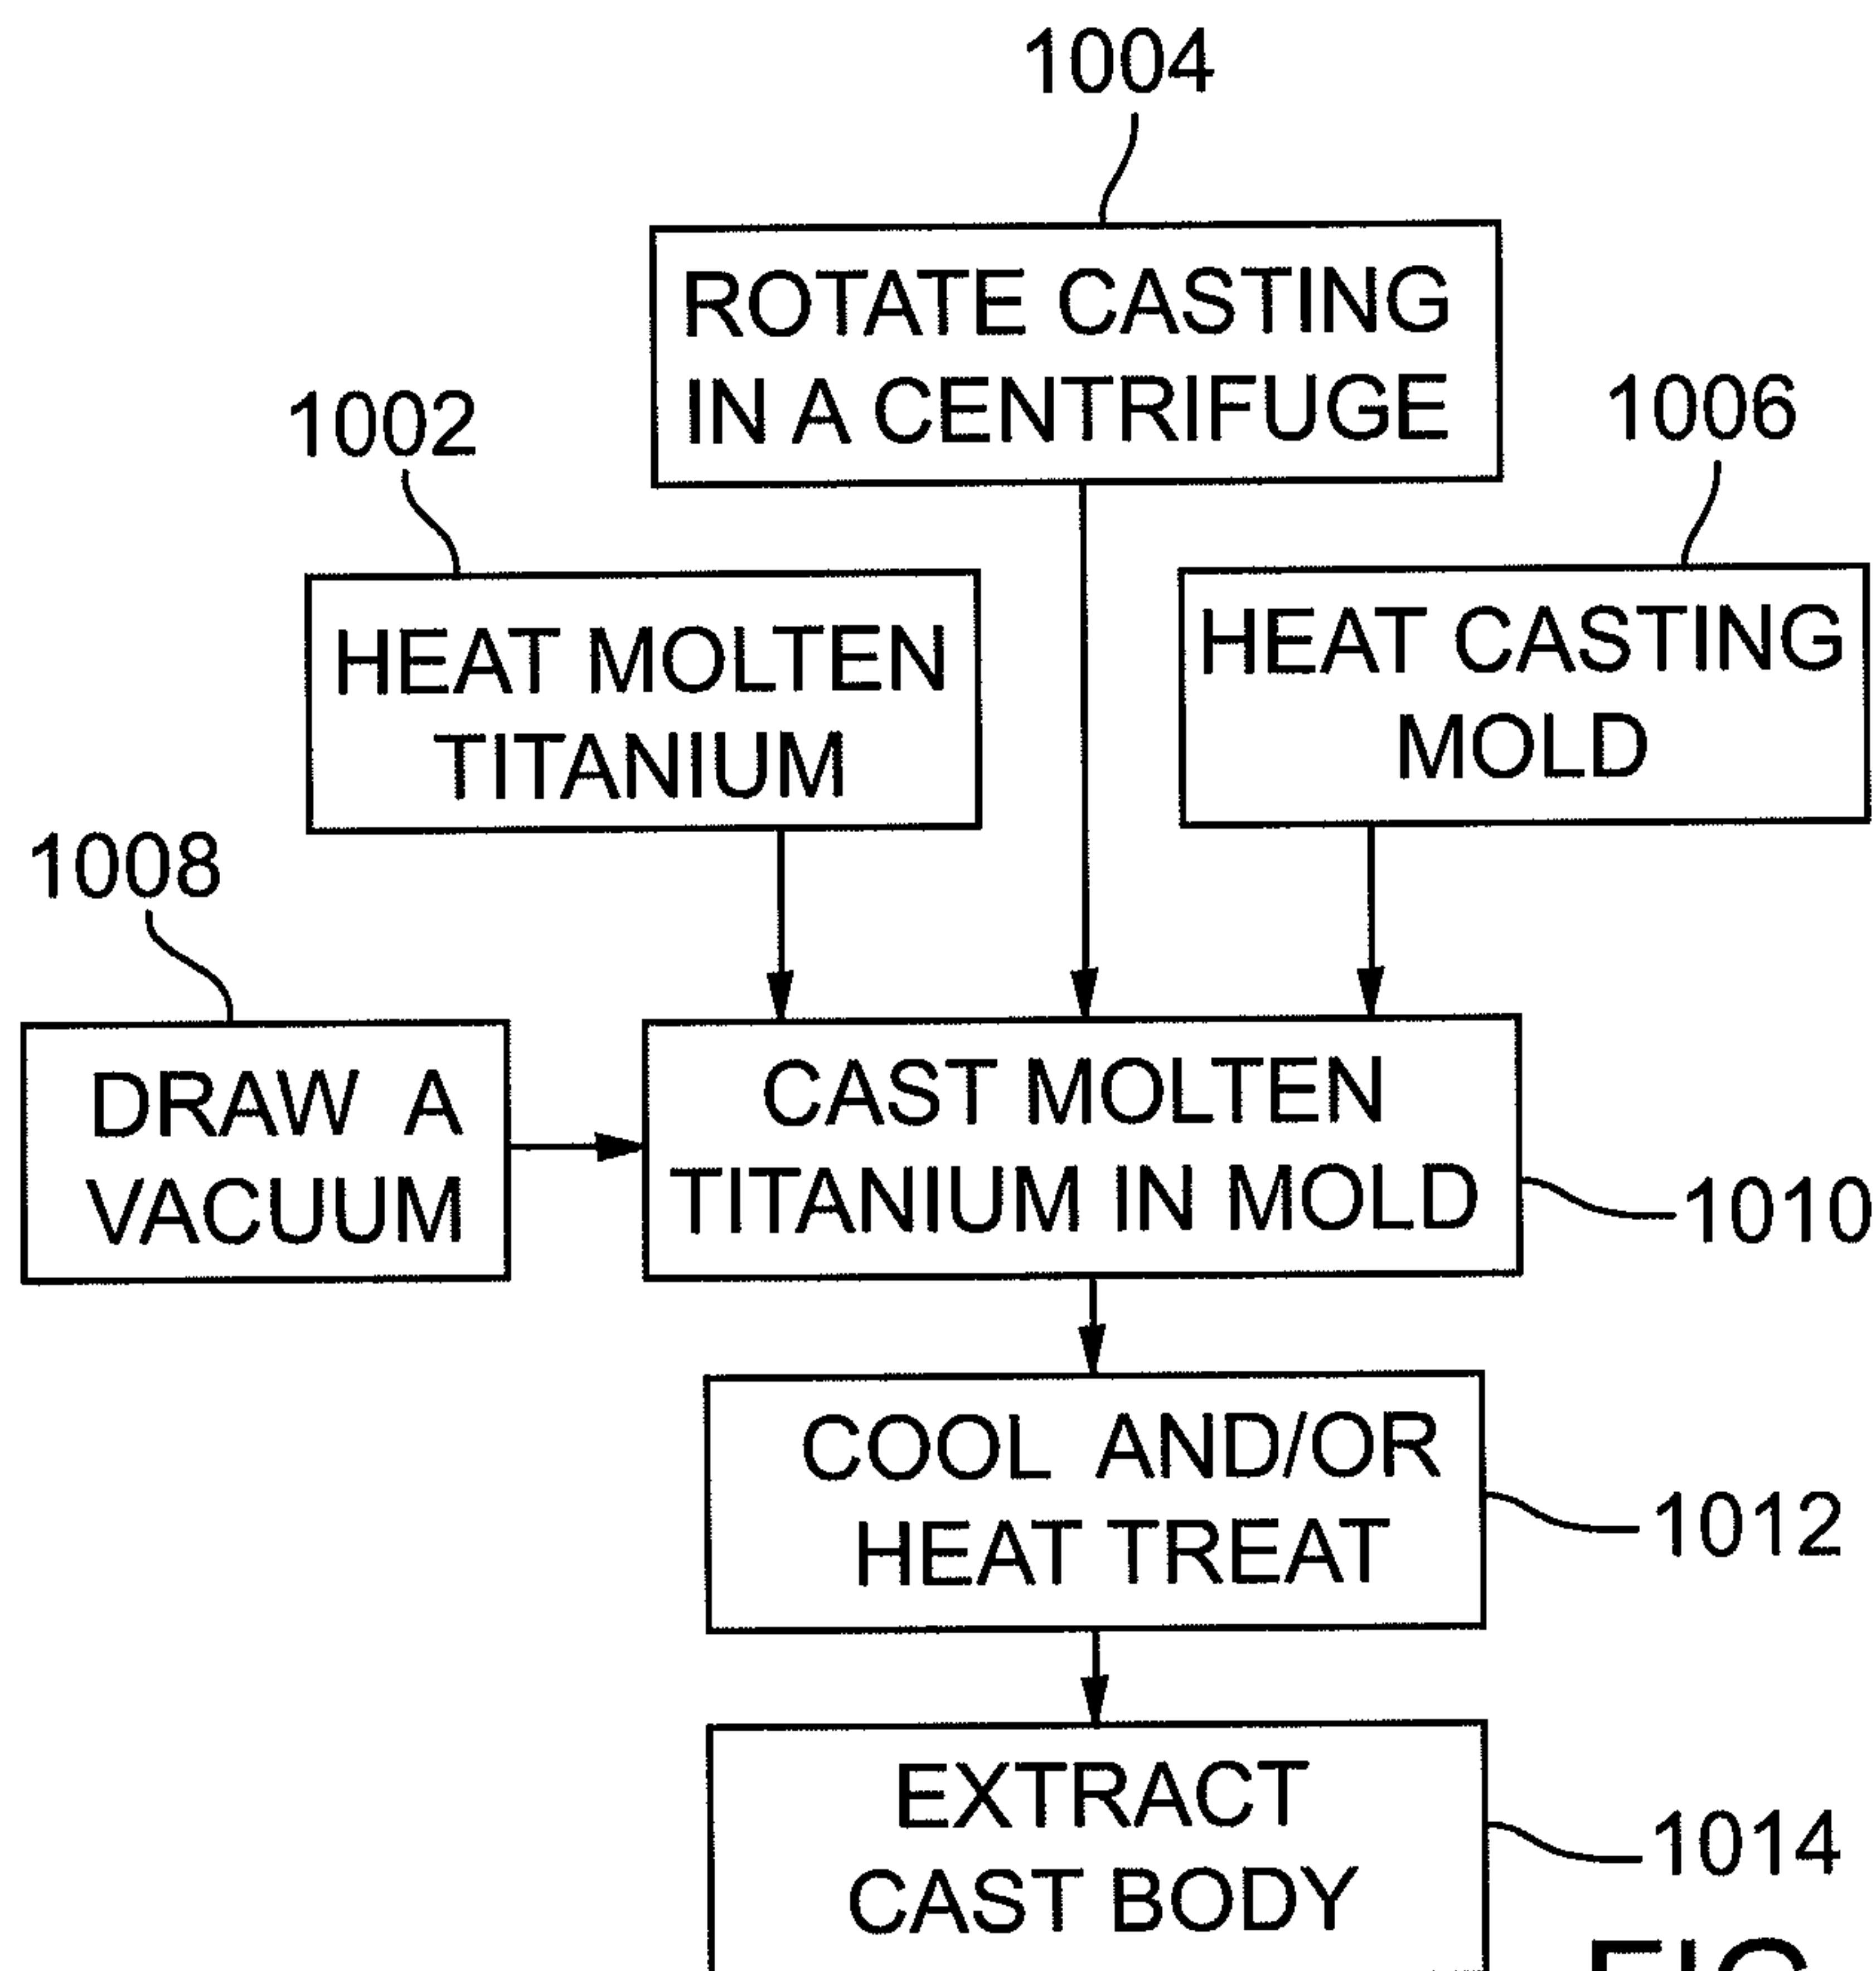 1004
ROTATE CASTING
IN A CENTRIFUGE
1002
1006
HEAT MOLTEN
TITANIUM
HEAT CASTING
MOLD
1008
DRAW A
VACUUM
CAST MOLTEN
TITANIUM IN MOLD
1010
COOL AND/OR
HEAT TREAT
1012
EXTRACT
CAST BODY
1014